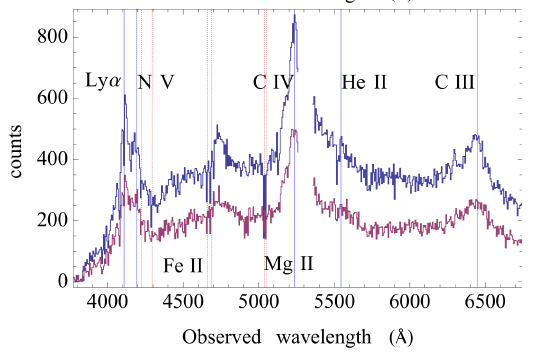 800
Lyα N V C IV He II C III
600
counts
400
200
Fe II Mg II
0
4000 4500 5000 5500 6000 6500
Observed wavelength (Å)